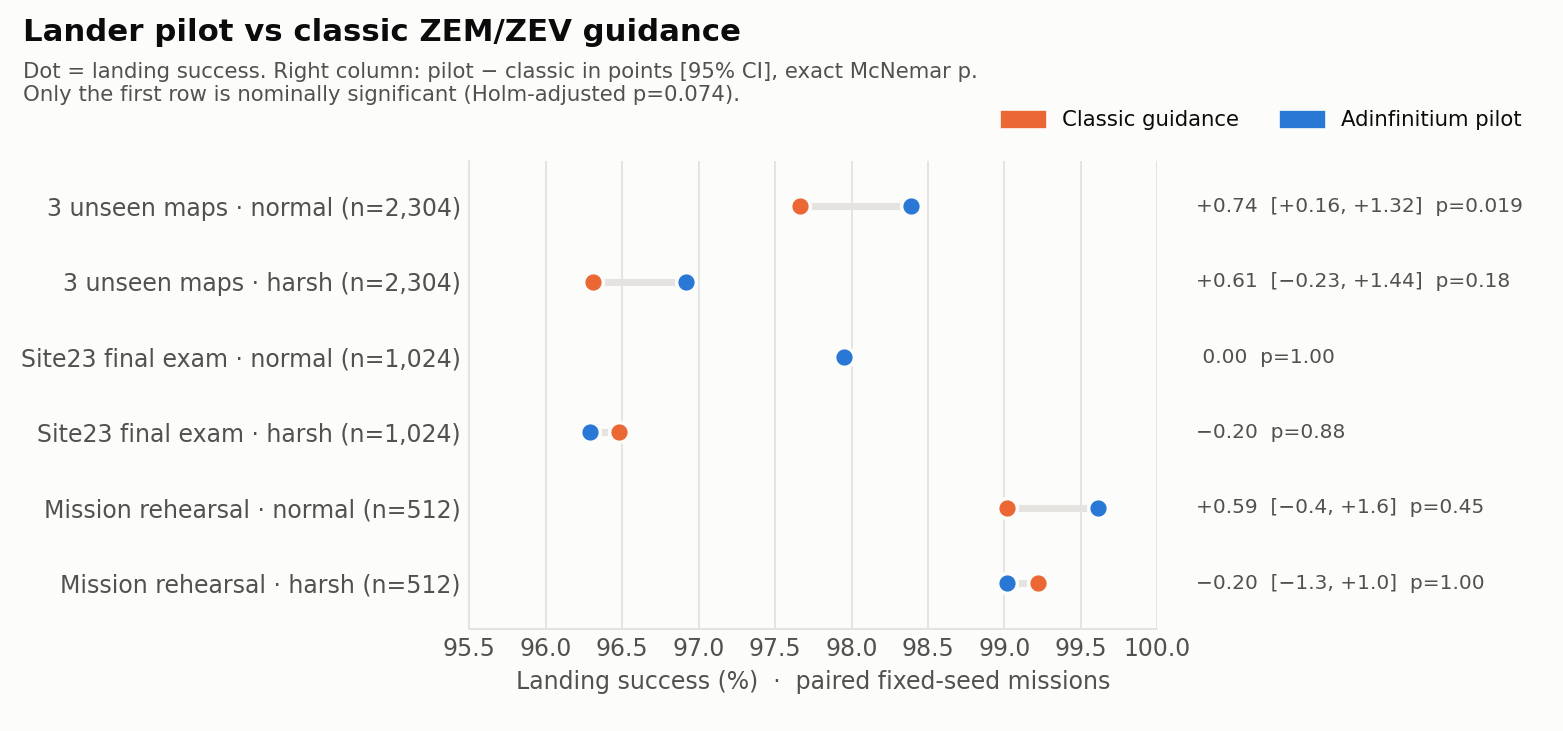 Lander pilot vs classic ZEM/ZEV guidance
Dot = landing success. Right column: pilot − classic in points [95% CI], exact McNemar p.
Only the first row is nominally significant (Holm-adjusted p=0.074).
Classic guidance
Adinfinitium pilot
3 unseen maps · normal (n=2,304)
+0.74  [+0.16, +1.32]  p=0.019
3 unseen maps · harsh (n=2,304)
+0.61  [−0.23, +1.44]  p=0.18
Site23 final exam · normal (n=1,024)
0.00  p=1.00
Site23 final exam · harsh (n=1,024)
−0.20  p=0.88
Mission rehearsal · normal (n=512)
+0.59  [−0.4, +1.6]  p=0.45
Mission rehearsal · harsh (n=512)
−0.20  [−1.3, +1.0]  p=1.00
95.5 96.0 96.5 97.0 97.5 98.0 98.5 99.0 99.5 100.0
Landing success (%)  ·  paired fixed-seed missions